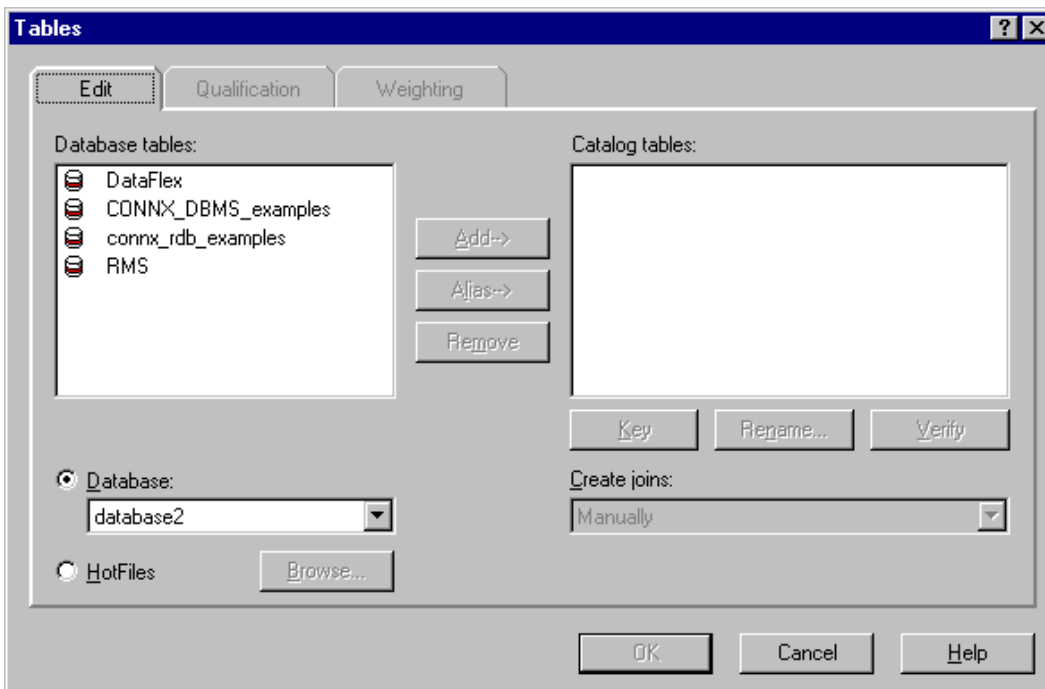 Tables
Edit Qualification Weighting
Database tables:
DataFlex
CONNX_DBMS_examples
connx_rdb_examples
RMS
Add-->
Alias-->
Remove
Catalog tables:
Key Rename... Verify
Database:
database2
HotFiles Browse...
Create joins:
Manually
OK Cancel Help